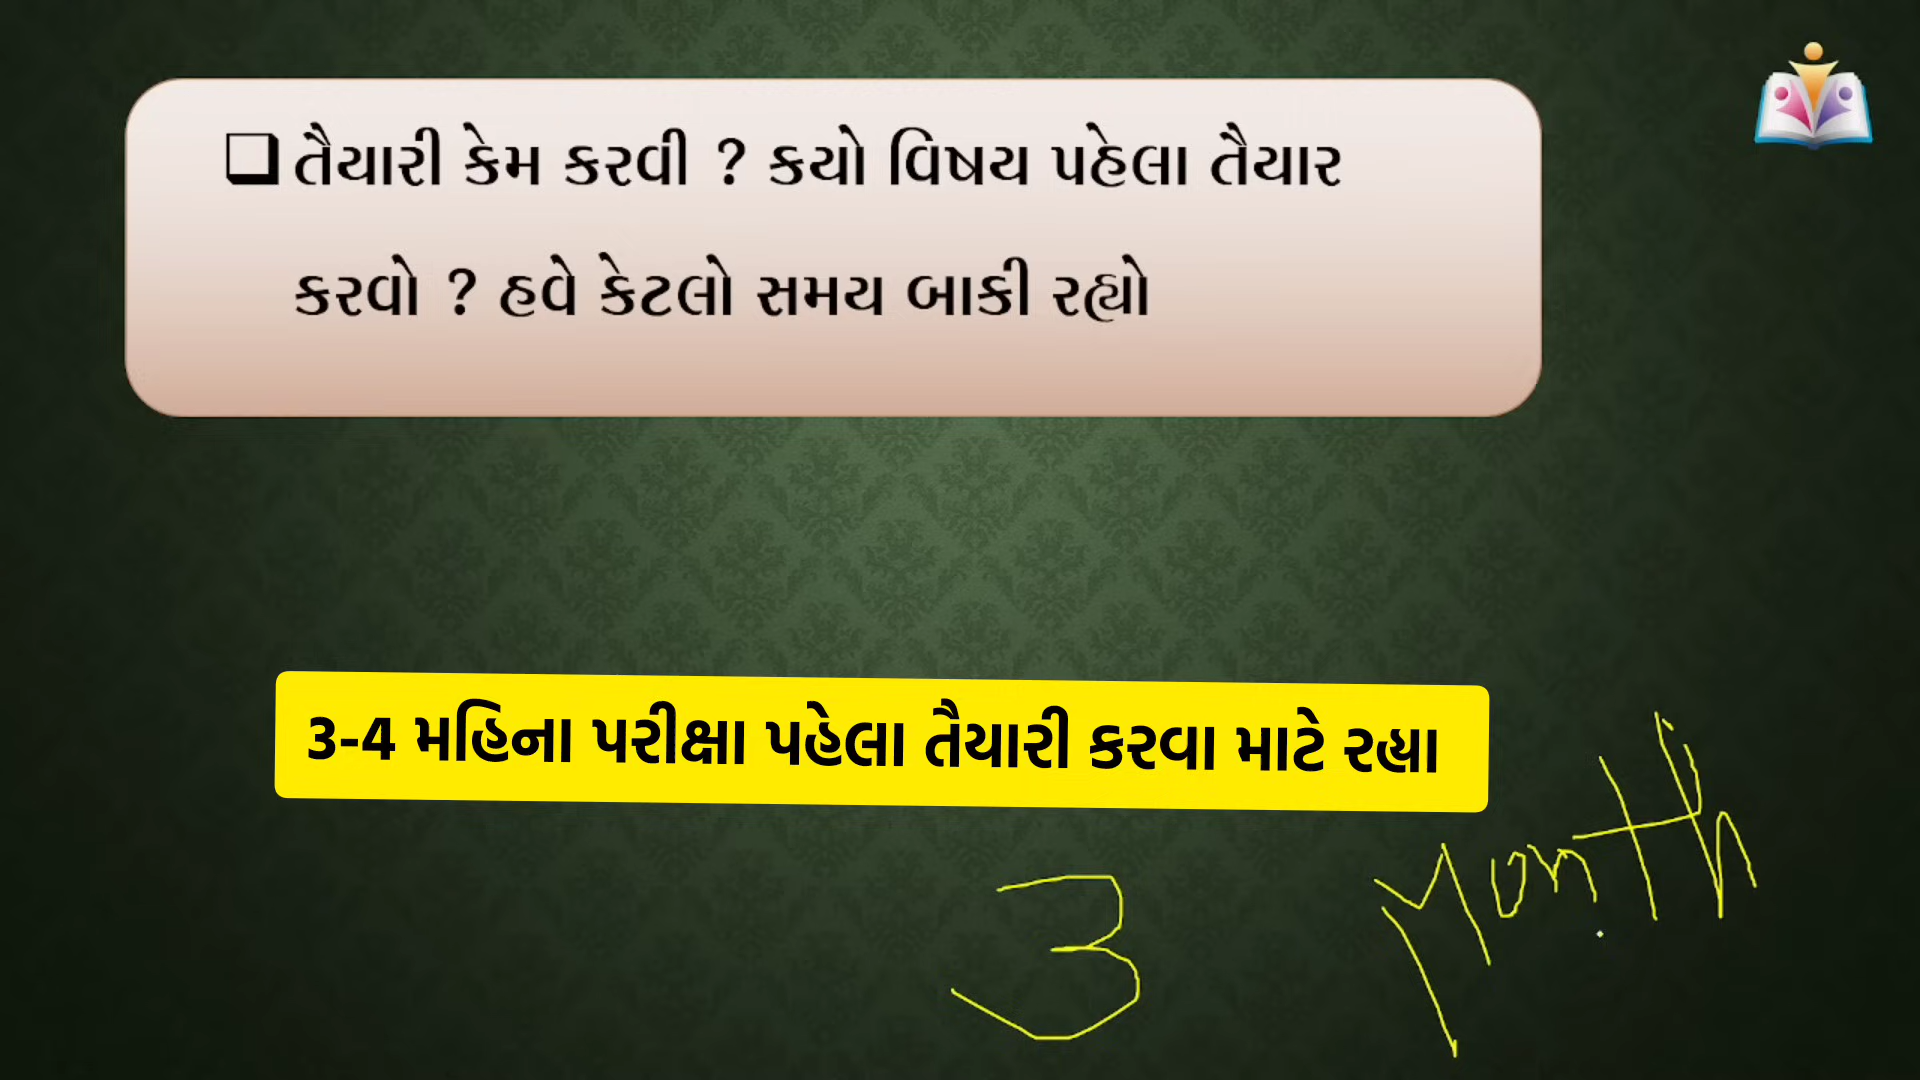 તૈયારી કેમ કરવી ? કયો વિષય પહેલા તૈયાર
કરવો ? હવે કેટલો સમય બાકી રહ્યો
3-4 મહિના પરીક્ષા પહેલા તૈયારી કરવા માટે રહ્યા
3 Month